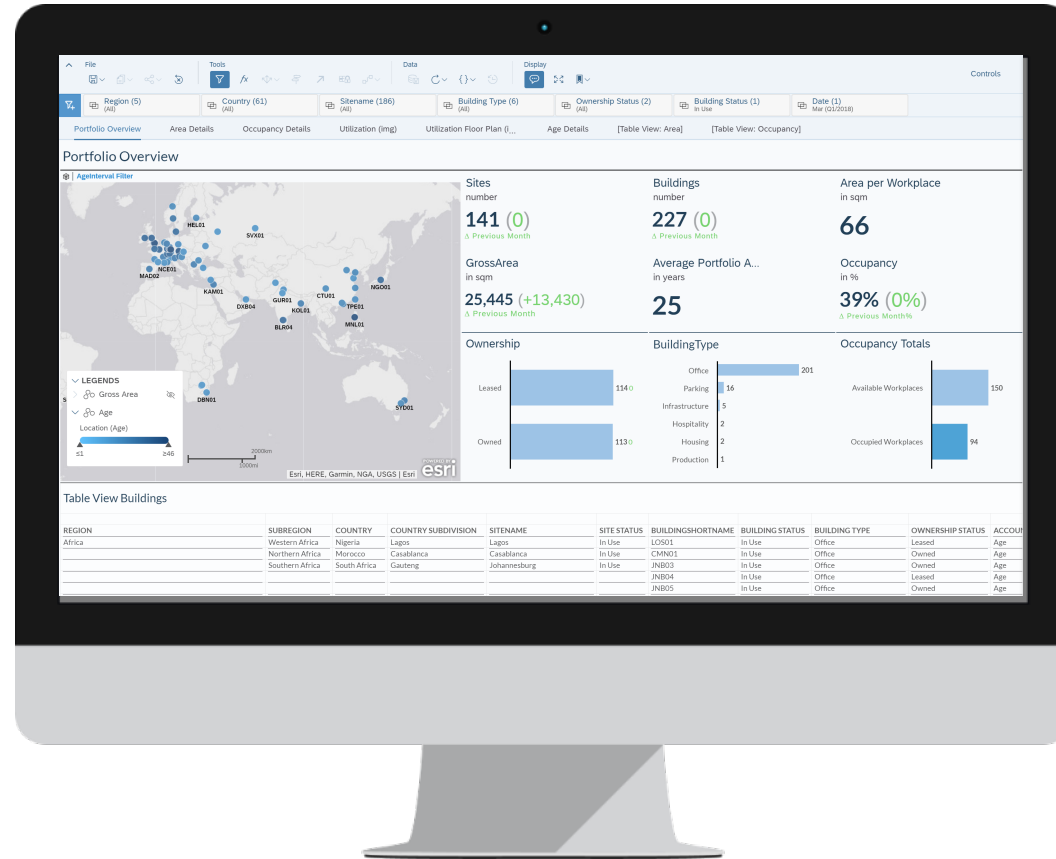 File
Tools
Data
Display
Controls
Region (5)
(All)
Country (61)
(All)
Sitename (186)
(All)
Building Type (6)
(All)
Ownership Status (2)
(All)
Building Status (1)
In Use
Date (1)
Mar (Q1/2018)
Portfolio Overview
Area Details
Occupancy Details
Utilization (img)
Utilization Floor Plan (i...
Age Details
[Table View: Area]
[Table View: Occupancy]
Portfolio Overview
AgeInterval Filter
HEL01
SVX01
MAD02
NCE01
KAM01
DXB04
GUR01
KOL01
BLR04
CTU01
TPE01
NGO01
MNL01
DBN01
SYD01
LEGENDS
Gross Area
Age
Location (Age)
≤1 ≥46
2000km
1000mi
Esri, HERE, Garmin, NGA, USGS | Esri
POWERED BY
esri
Sites
number
141 (0)
Δ Previous Month
Buildings
number
227 (0)
Δ Previous Month
Area per Workplace
in sqm
66
GrossArea
in sqm
25,445 (+13,430)
Δ Previous Month
Average Portfolio A...
in years
25
Occupancy
in %
39% (0%)
Δ Previous Month%
Ownership
Leased 114 0
Owned 113 0
BuildingType
Office 201
Parking 16
Infrastructure 5
Hospitality 2
Housing 2
Production 1
Occupancy Totals
Available Workplaces 150
Occupied Workplaces 94
Table View Buildings
REGION SUBREGION COUNTRY COUNTRY SUBDIVISION SITENAME SITE STATUS BUILDINGSHORTNAME BUILDING STATUS BUILDING TYPE OWNERSHIP STATUS ACCOUN
Africa Western Africa Nigeria Lagos Lagos In Use LOS01 In Use Office Leased Age
Northern Africa Morocco Casablanca Casablanca In Use CMN01 In Use Office Owned Age
Southern Africa South Africa Gauteng Johannesburg In Use JNB03 In Use Office Owned Age
JNB04 In Use Office Leased Age
JNB05 In Use Office Owned Age